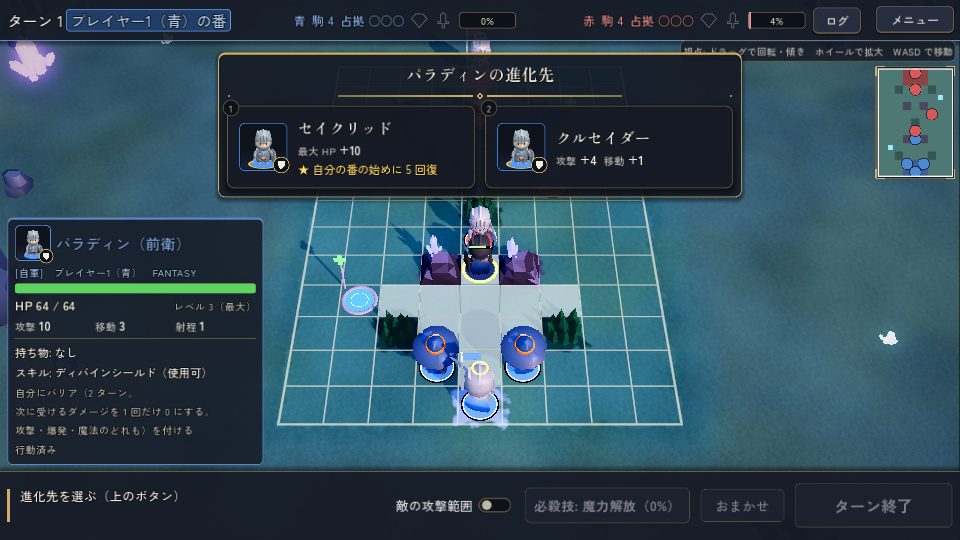 ターン 1 プレイヤー1（青）の番 青 駒 4 占拠 0% 赤 駒 4 占拠 4% ログ メニュー
視点: ドラッグで回転・傾き ホイールで拡大 WASD で移動
パラディンの進化先
1
セイクリッド
最大 HP +10
★ 自分の番の始めに 5 回復
2
クルセイダー
攻撃 +4 移動 +1
パラディン（前衛）
[自軍] プレイヤー1（青） FANTASY
HP 64 / 64 レベル 3（最大）
攻撃 10 移動 3 射程 1
持ち物: なし
スキル: ディバインシールド（使用可）
自分にバリア（2 ターン。
次に受けるダメージを 1 回だけ 0 にする。
攻撃・爆発・魔法のどれも）を付ける
行動済み
進化先を選ぶ（上のボタン）
敵の攻撃範囲 必殺技: 魔力解放（0%） おまかせ ターン終了